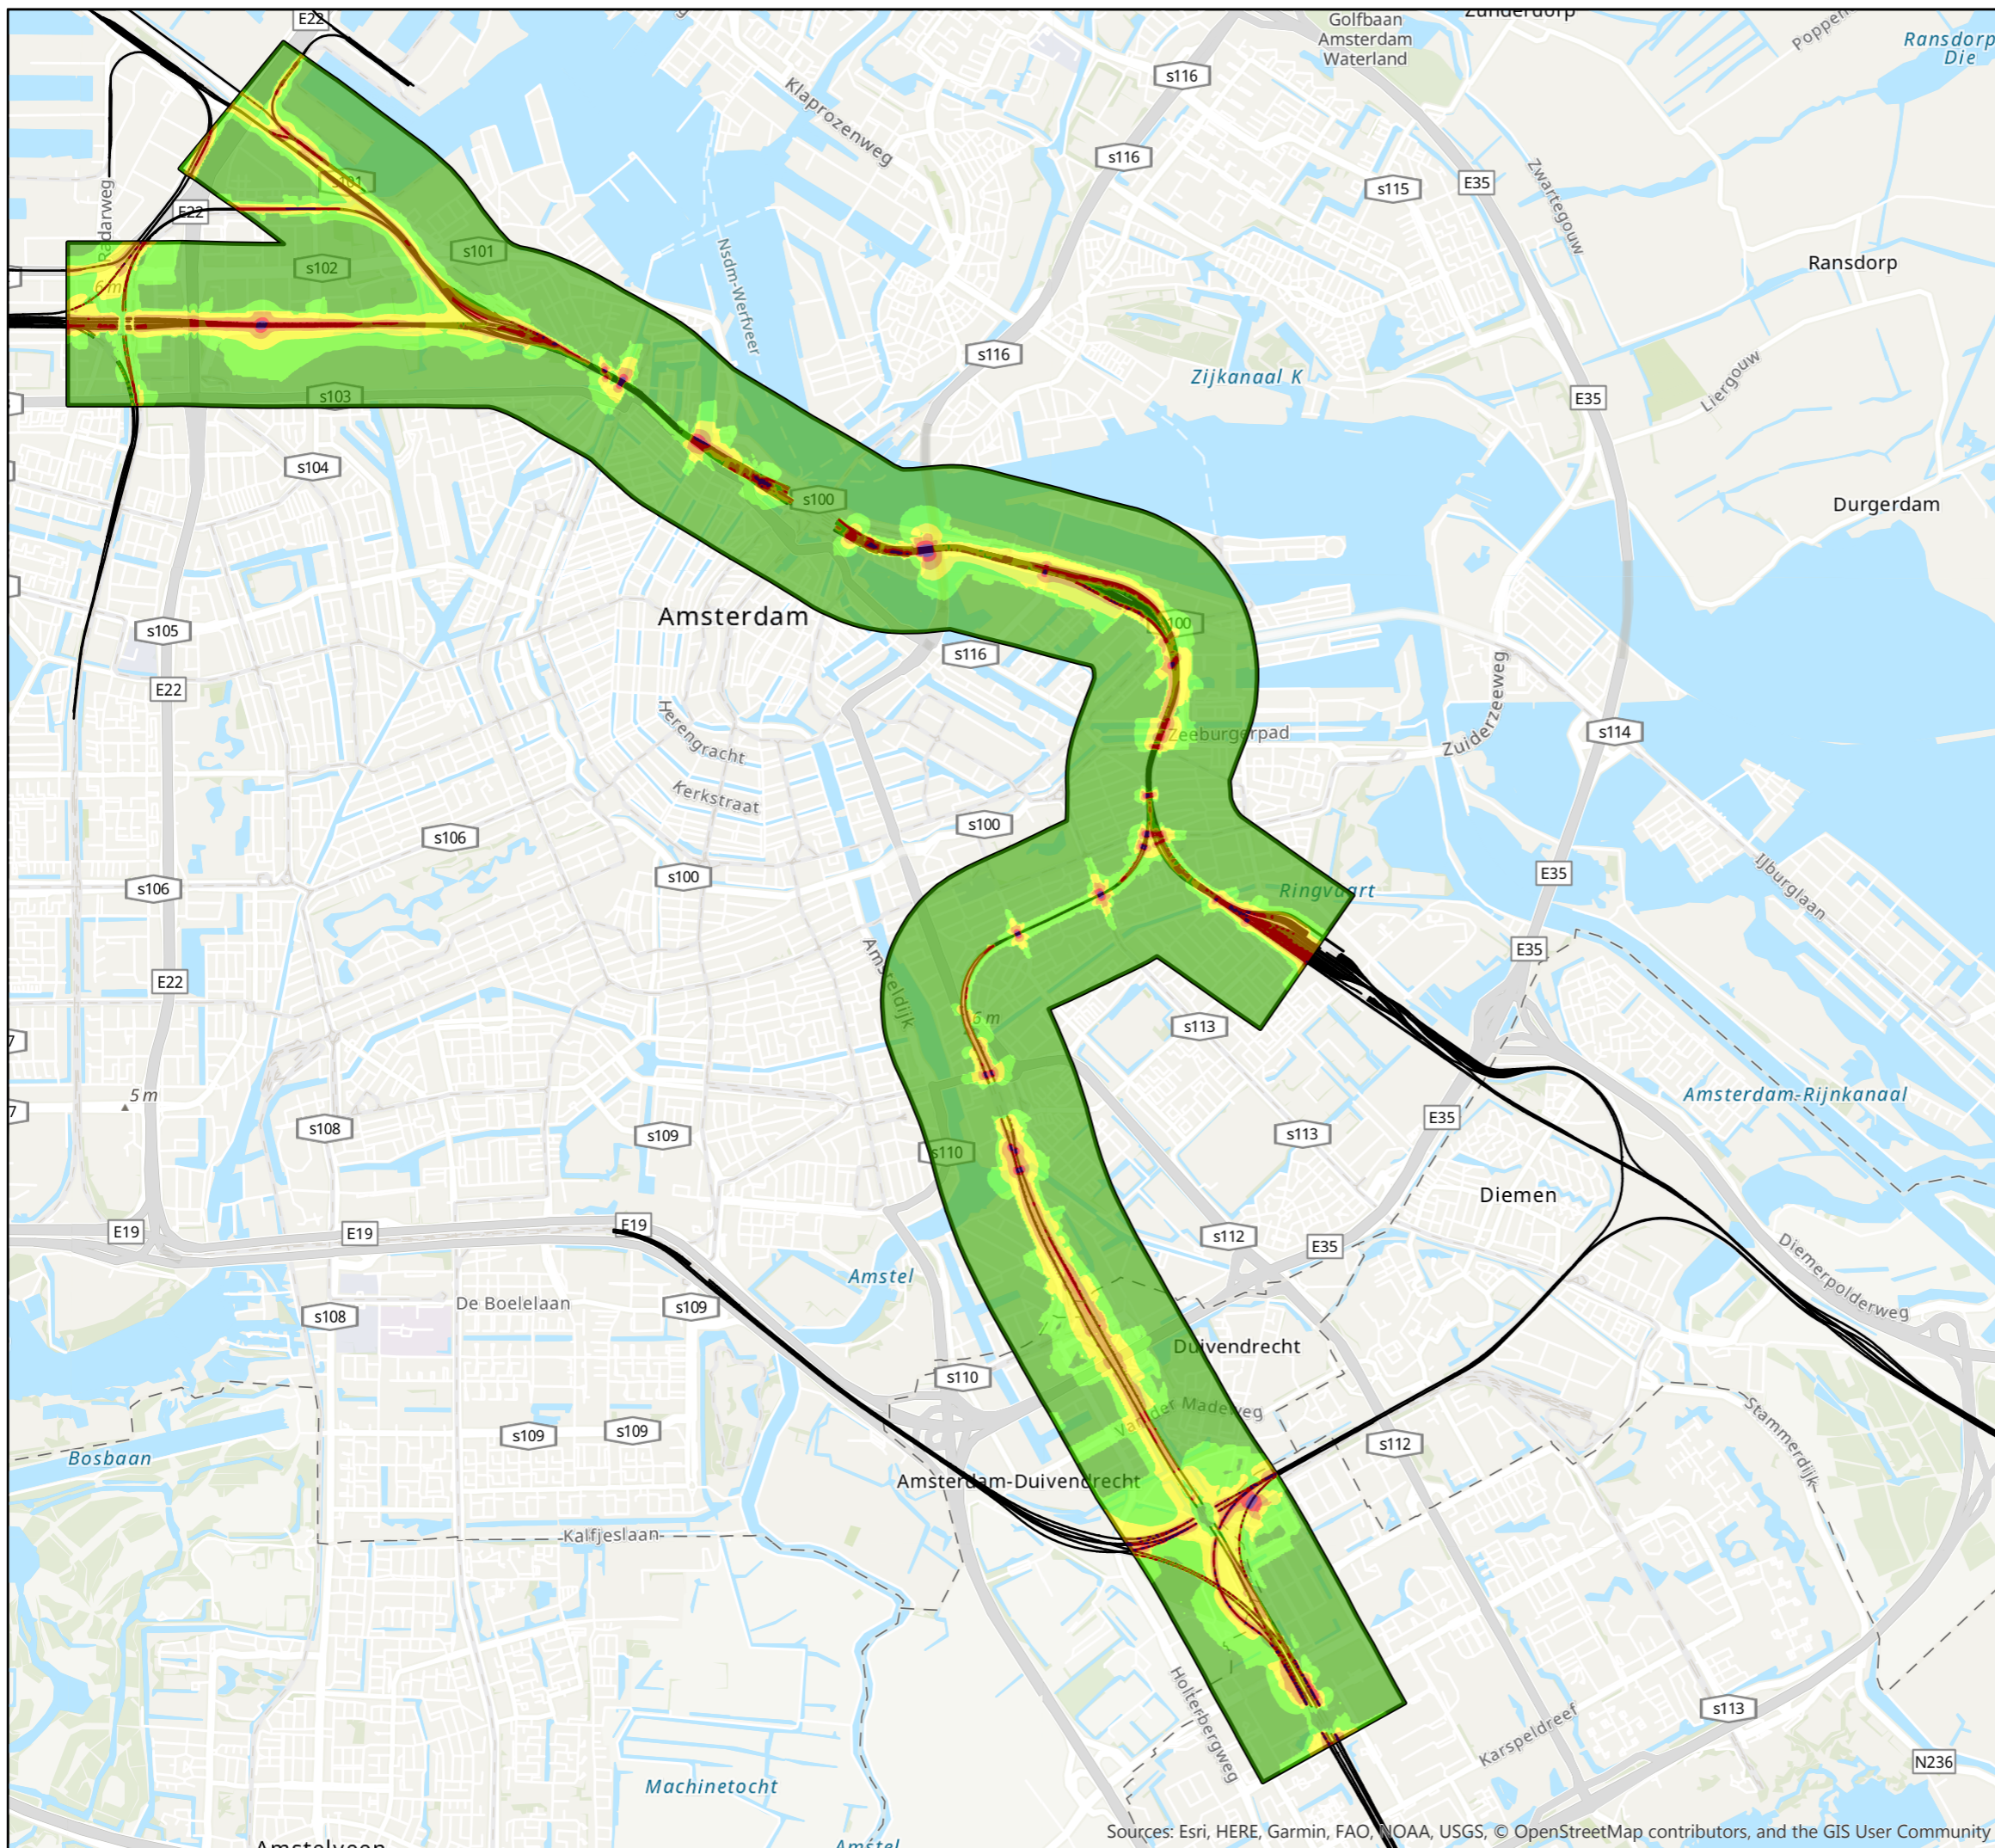 E22
Zunderdorp
Golfbaan
Amsterdam
Waterland
Ransdorp
Die
s116
Klaprozenweg
s116
s101
s115
E35
Zwartegouw
Radarweg
E22
s101
s102
Nsdm-Werfveer
Ransdorp
6 m
s116
Zijkanaal K
Liergouw
s103
E35
s104
s100
Durgerdam
Amsterdam
s105
s100
s116
E22
Herengracht
Zeeburgerpad
Zuiderzeeweg
s114
Kerkstraat
s106
s100
s106
s100
E35
IJburglaan
Ringvaart
Amsteldijk
E35
E22
6 m
s113
7
5 m
7
s108
s109
E35
s113
Amsterdam-Rijnkanaal
s110
Diemen
E19
E19
E19
s112
E35
Amstel
Diemerpolderweg
s108
De Boelelaan
s109
Duivendrecht
s110
Van der Madeweg
Stammerdijk
s109
s109
s112
Bosbaan
Amsterdam-Duivendrecht
Kalfjeslaan
Holterbergweg
Karspeldreef
s113
N236
Machinetocht
Sources: Esri, HERE, Garmin, FAO, NOAA, USGS, © OpenStreetMap contributors, and the GIS User Community
Amstelveen
Amstel